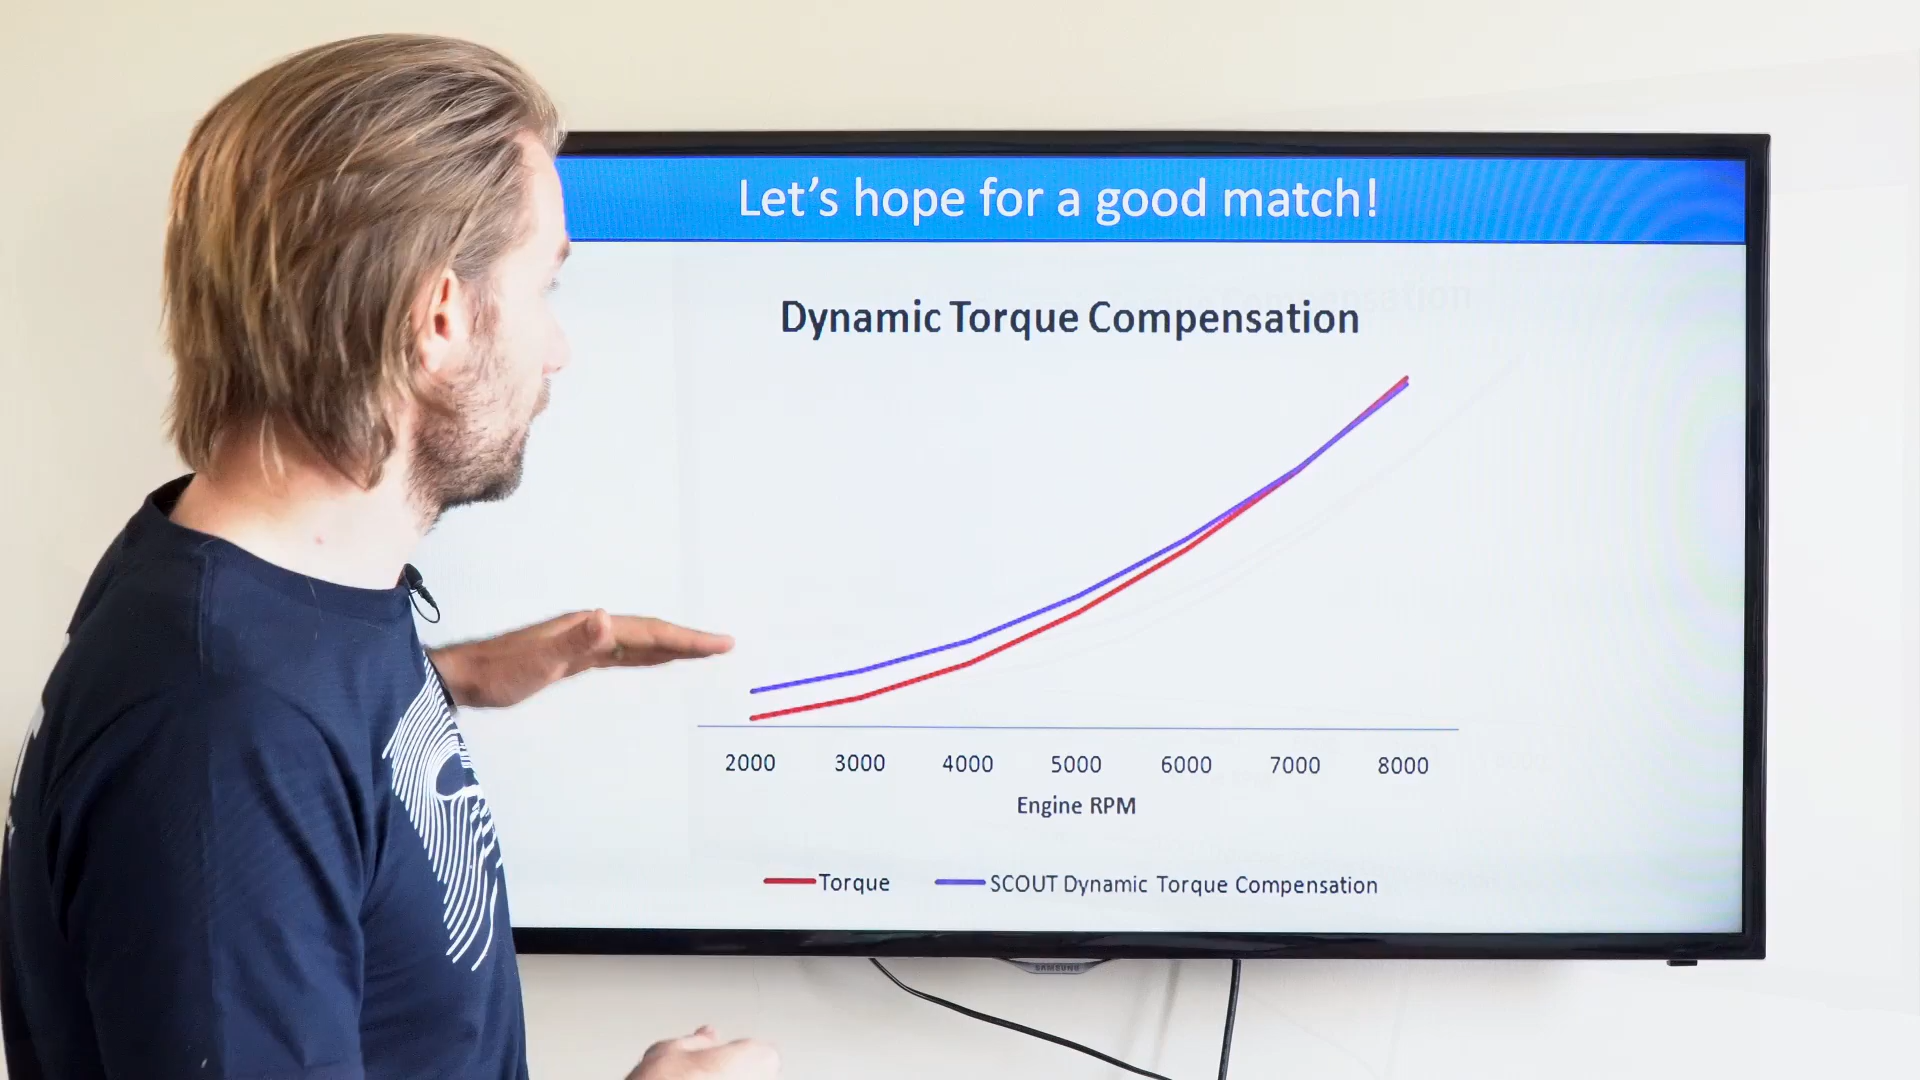 Let's hope for a good match!
Dynamic Torque Compensation
2000 3000 4000 5000 6000 7000 8000
Engine RPM
Torque SCOUT Dynamic Torque Compensation
SAMSUNG